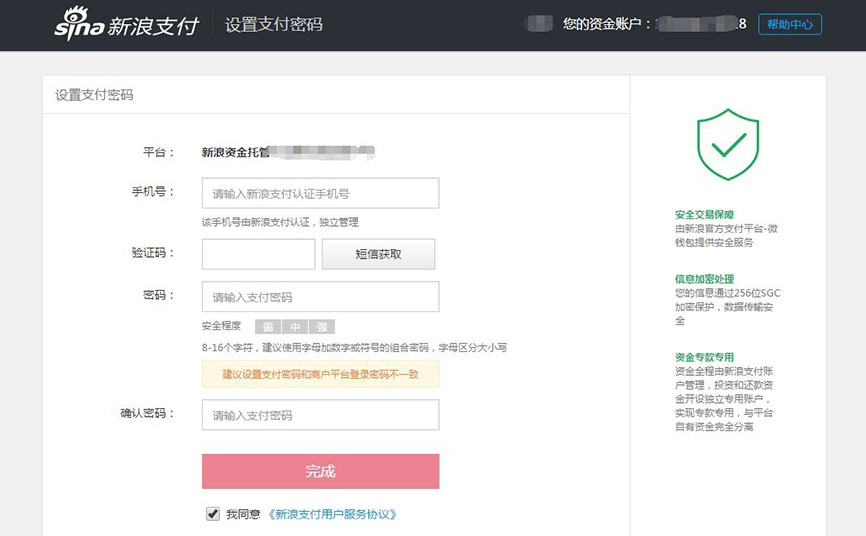 sina 新浪支付 设置支付密码 您的资金账户： 8 帮助中心
设置支付密码
平台： 新浪资金托管
手机号： 请输入新浪支付认证手机号
该手机号由新浪支付认证，独立管理
验证码： 短信获取
密码： 请输入支付密码
安全程度 弱 中 强
8-16个字符，建议使用字母加数字或符号的组合密码，字母区分大小写
建议设置支付密码和商户平台登录密码不一致
确认密码： 请输入支付密码
完成
我同意 《新浪支付用户服务协议》
安全交易保障
由新浪官方支付平台-微
钱包提供安全服务
信息加密处理
您的信息通过256位SGC
加密保护，数据传输安
全
资金专款专用
资金全程由新浪支付账
户管理，投资和还款资
金开设独立专用账户，
实现专款专用，与平台
自有资金完全分离